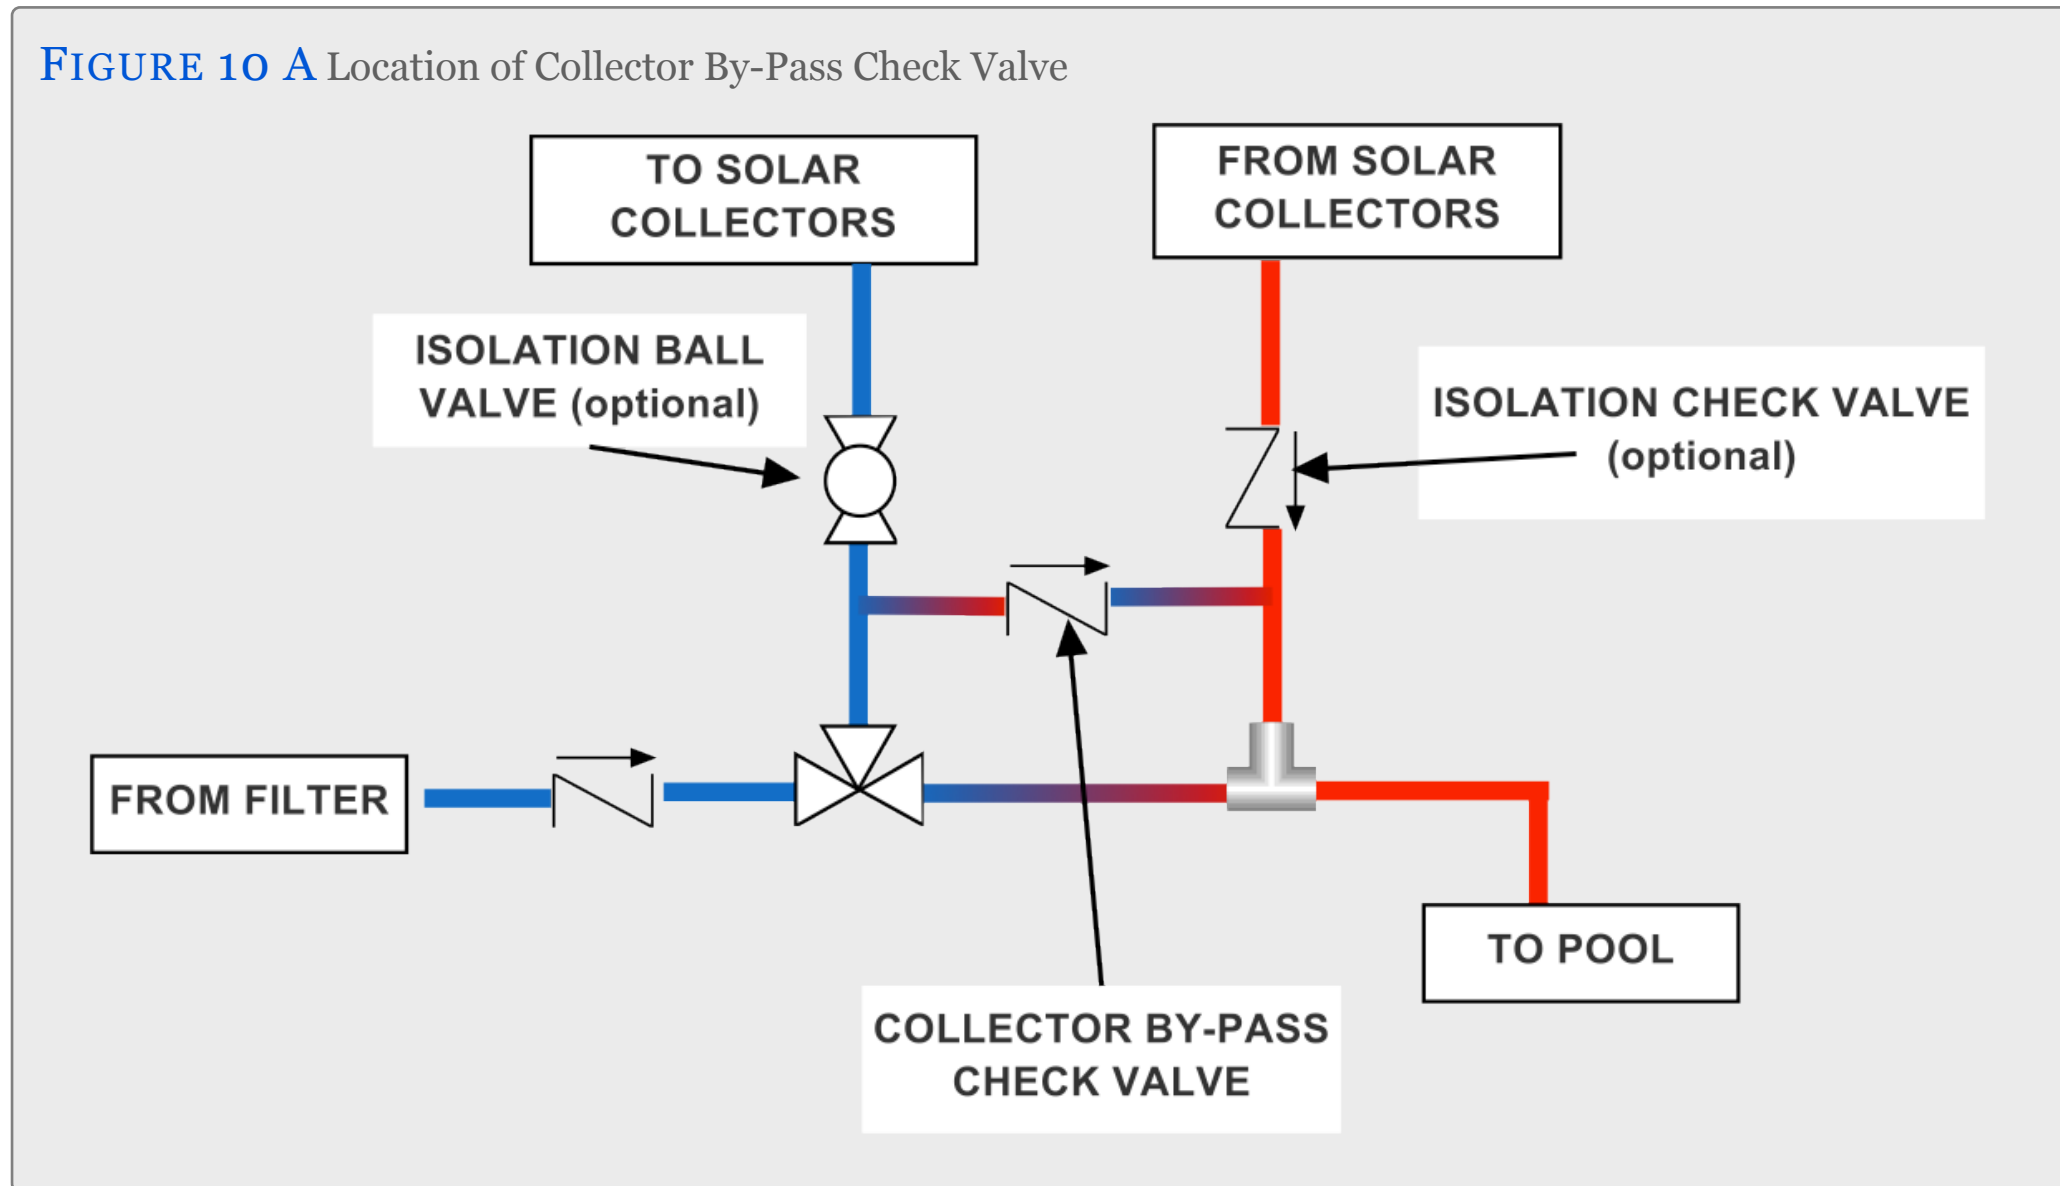 FIGURE 10 A Location of Collector By-Pass Check Valve
TO SOLAR
COLLECTORS
FROM SOLAR
COLLECTORS
ISOLATION BALL
VALVE (optional)
ISOLATION CHECK VALVE
(optional)
FROM FILTER
TO POOL
COLLECTOR BY-PASS
CHECK VALVE